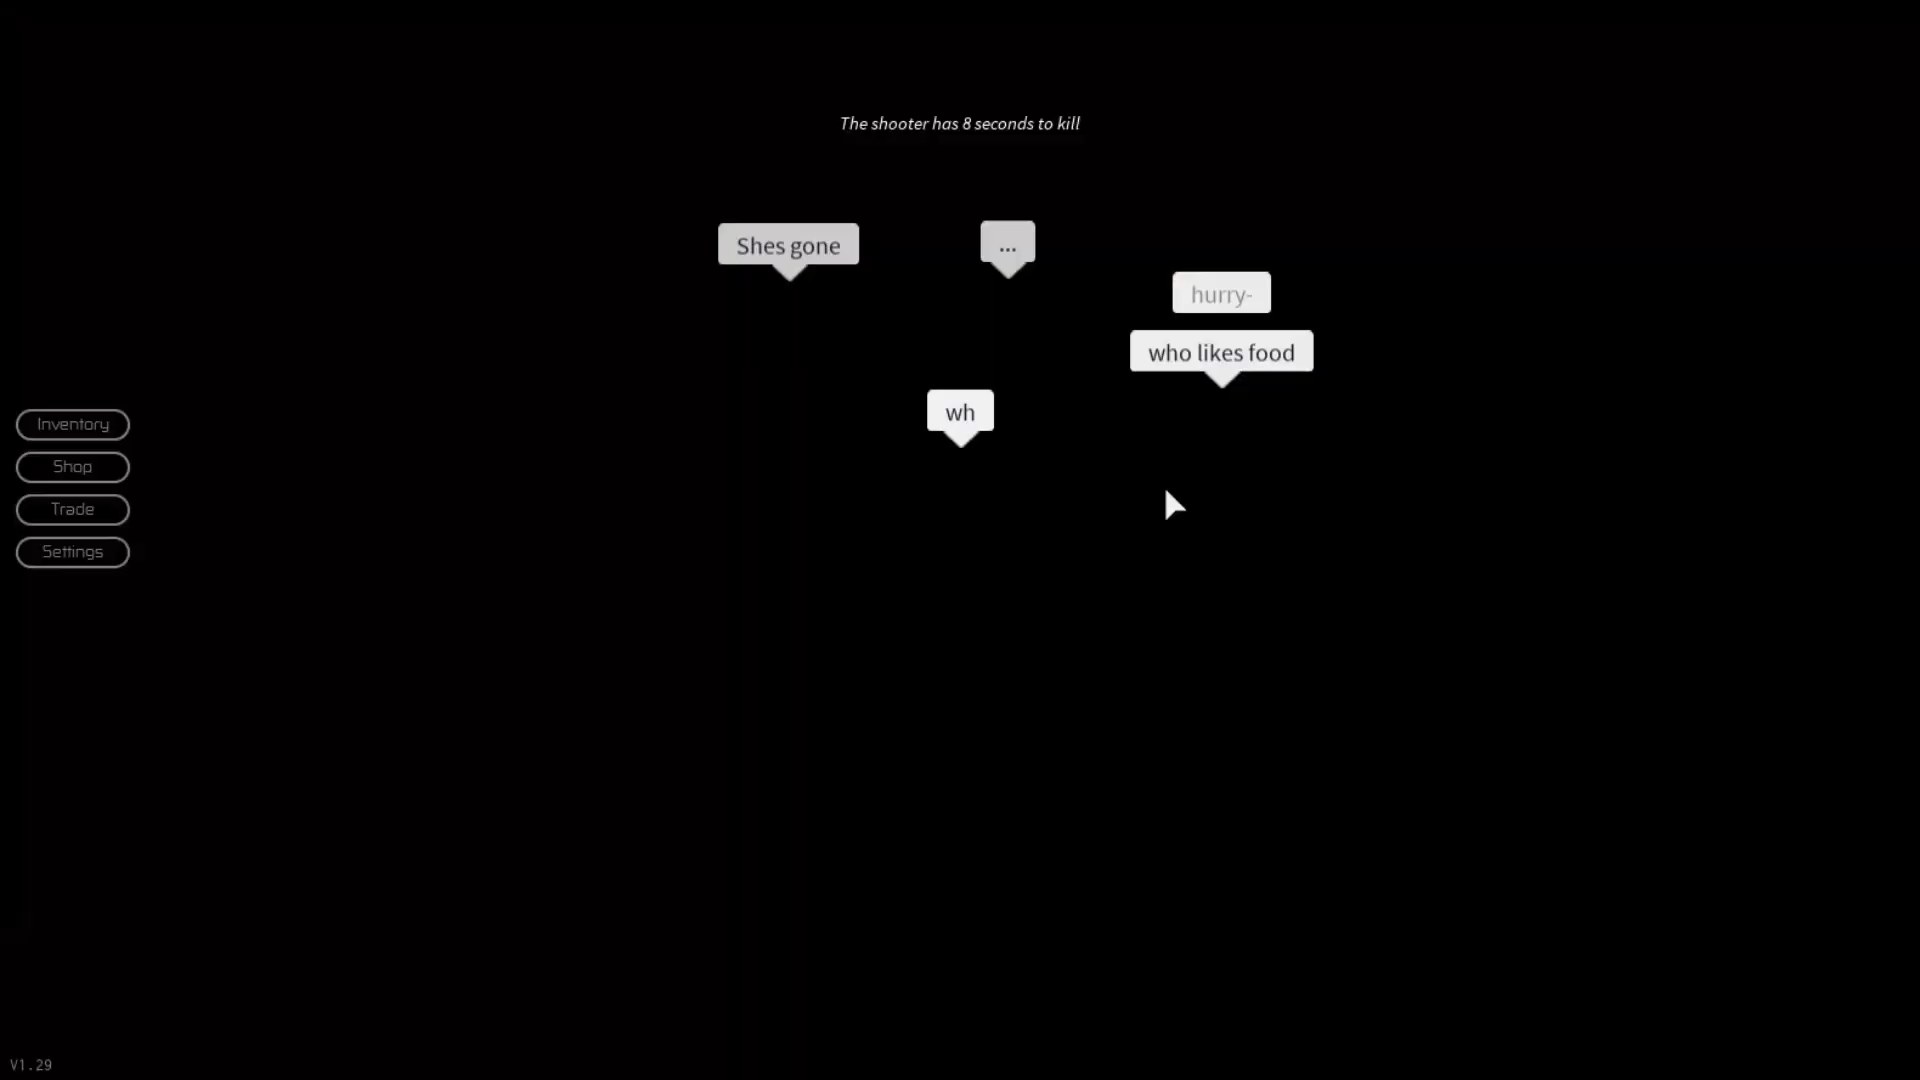 The shooter has 8 seconds to kill
Shes gone
...
hurry-
who likes food
wh
Inventory
Shop
Trade
Settings
V1.29